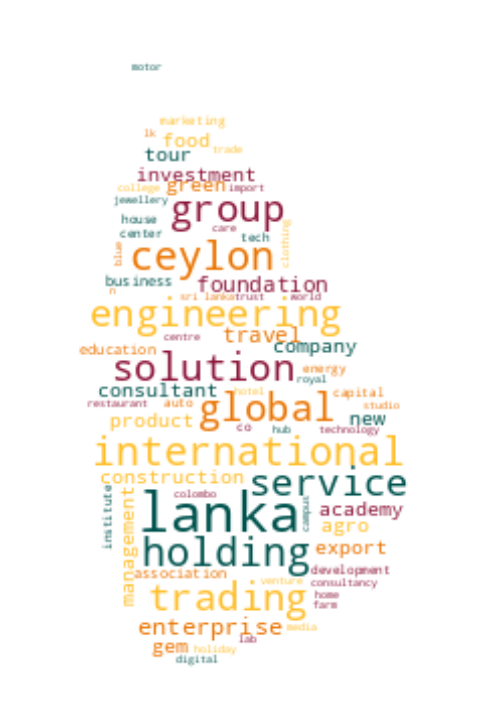 motor
marketing
lk
food
trade
tour
investment
college green import
jewellery
group
house
care
center
tech
clothing
blue
ceylon
business
foundation
n
sri lanka trust world
engineering
travel
centre
company
education
solution
energy
royal
consultant
hotel
capital
restaurant auto
global
studio
product
new
co
hub
technology
international
construction
service
institute
management
colombo
lanka
campus
academy
agro
holding
export
association
development
venture
consultancy
trading
home
farm
enterprise
media
lab
gem
holiday
digital